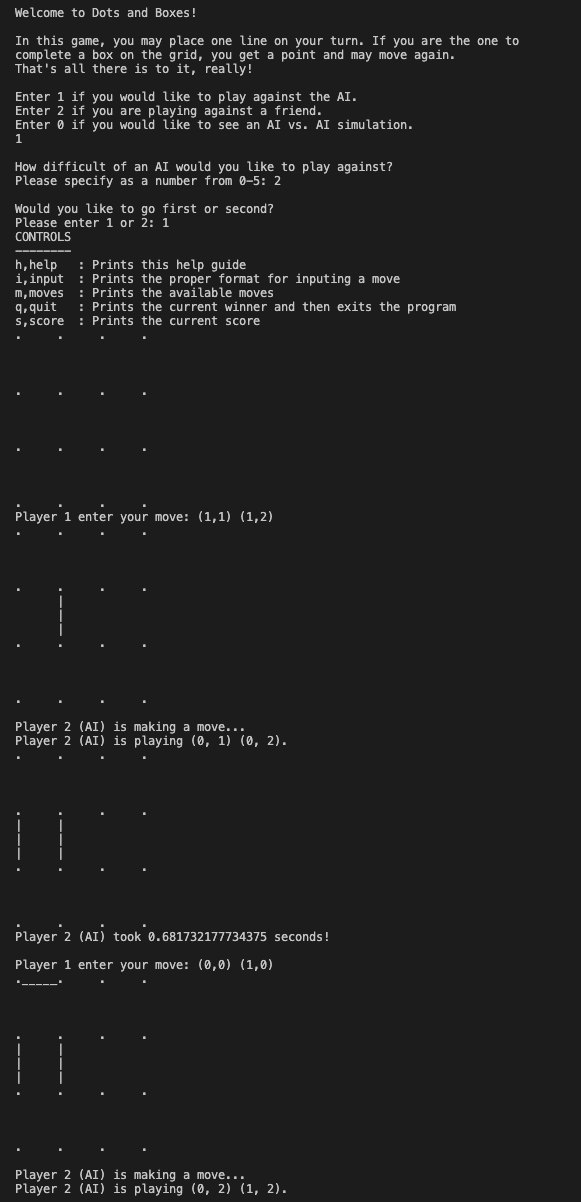 Welcome to Dots and Boxes!
In this game, you may place one line on your turn. If you are the one to
complete a box on the grid, you get a point and may move again.
That's all there is to it, really!
Enter 1 if you would like to play against the AI.
Enter 2 if you are playing against a friend.
Enter 0 if you would like to see an AI vs. AI simulation.
1
How difficult of an AI would you like to play against?
Please specify as a number from 0-5: 2
Would you like to go first or second?
Please enter 1 or 2: 1
CONTROLS
--------
h,help   : Prints this help guide
i,input  : Prints the proper format for inputing a move
m,moves  : Prints the available moves
q,quit   : Prints the current winner and then exits the program
s,score  : Prints the current score
.     .     .     .
.     .     .     .
.     .     .     .
.     .     .     .
Player 1 enter your move: (1,1) (1,2)
.     .     .     .
.     .     .     .
      |
      |
      |
.     .     .     .
.     .     .     .
Player 2 (AI) is making a move...
Player 2 (AI) is playing (0, 1) (0, 2).
.     .     .     .
.     .     .     .
|     |
|     |
|     |
.     .     .     .
.     .     .     .
Player 2 (AI) took 0.681732177734375 seconds!
Player 1 enter your move: (0,0) (1,0)
._____.     .     .
.     .     .     .
|     |
|     |
|     |
.     .     .     .
.     .     .     .
Player 2 (AI) is making a move...
Player 2 (AI) is playing (0, 2) (1, 2).